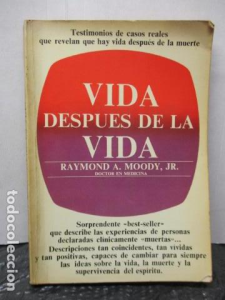 Testimonios de casos reales
que revelan que hay vida después de la muerte
VIDA
DESPUES DE LA
VIDA
RAYMOND A. MOODY, JR.
DOCTOR EN MEDICINA
Sorprendente «best-seller»
que describe las experiencias de personas
declaradas clínicamente «muertas»...
Descripciones tan coincidentes, tan vívidas
y tan positivas, capaces de cambiar para siempre
las ideas sobre la vida, la muerte y la
supervivencia del espíritu.
todocoleccion